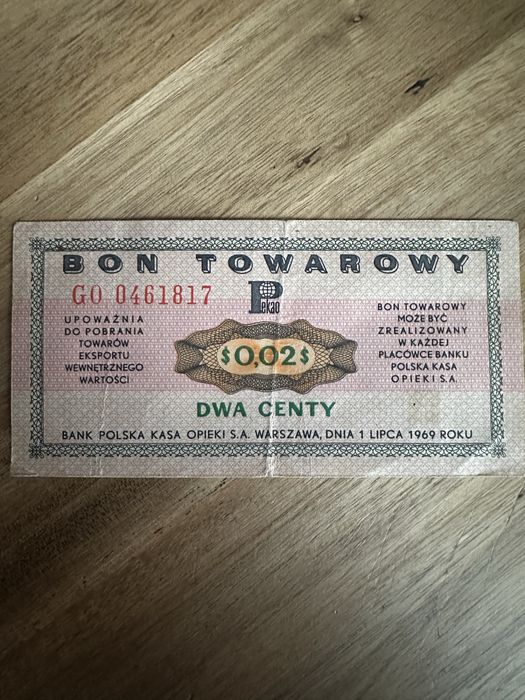 BON TOWAROWY
GO 0461817
Pekao
UPOWAŻNIA
DO POBRANIA
TOWARÓW
EKSPORTU
WEWNĘTRZNEGO
WARTOŚCI
$0,02$
BON TOWAROWY
MOŻE BYĆ
ZREALIZOWANY
W KAŻDEJ
PLACÓWCE BANKU
POLSKA KASA
OPIEKI S.A.
DWA CENTY
BANK POLSKA KASA OPIEKI S.A. WARSZAWA, DNIA 1 LIPCA 1969 ROKU